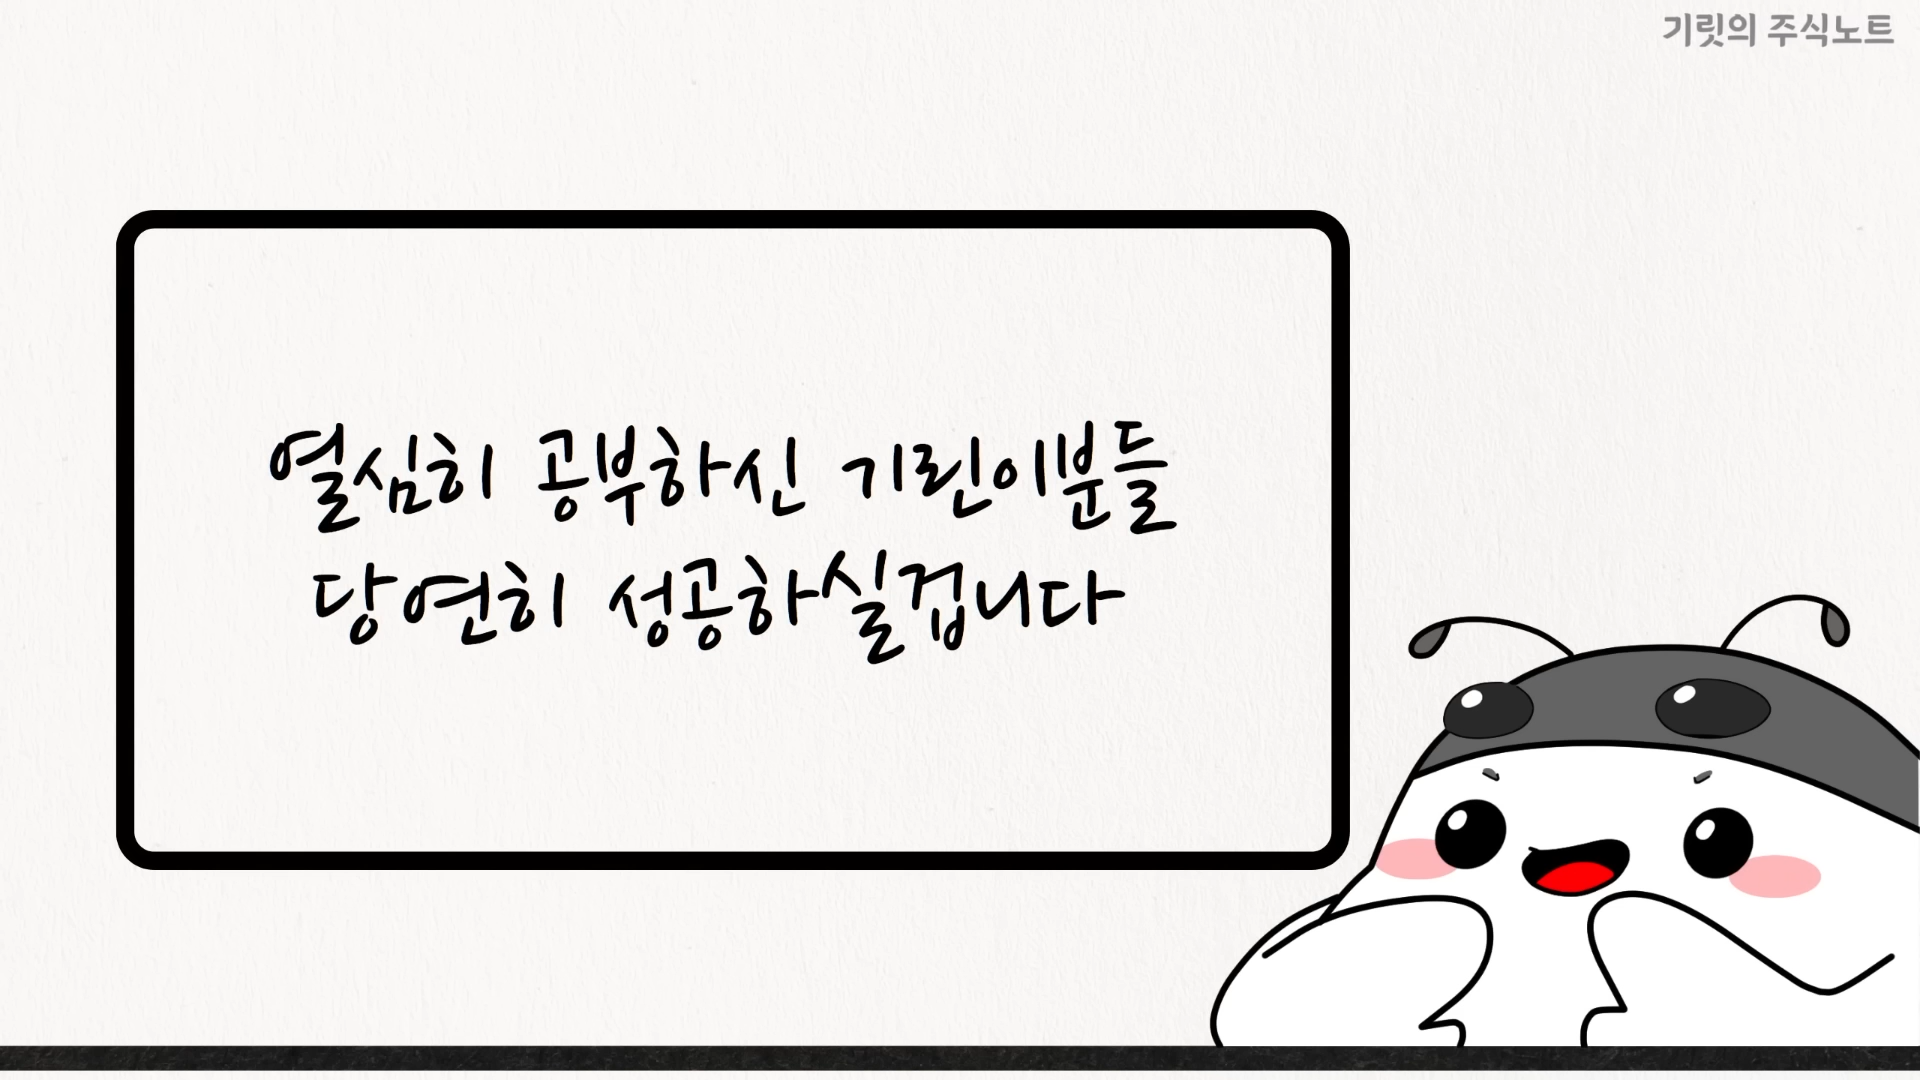 기릿의 주식노트
열심히 공부하신 기린이분들
당연히 성공하실겁니다